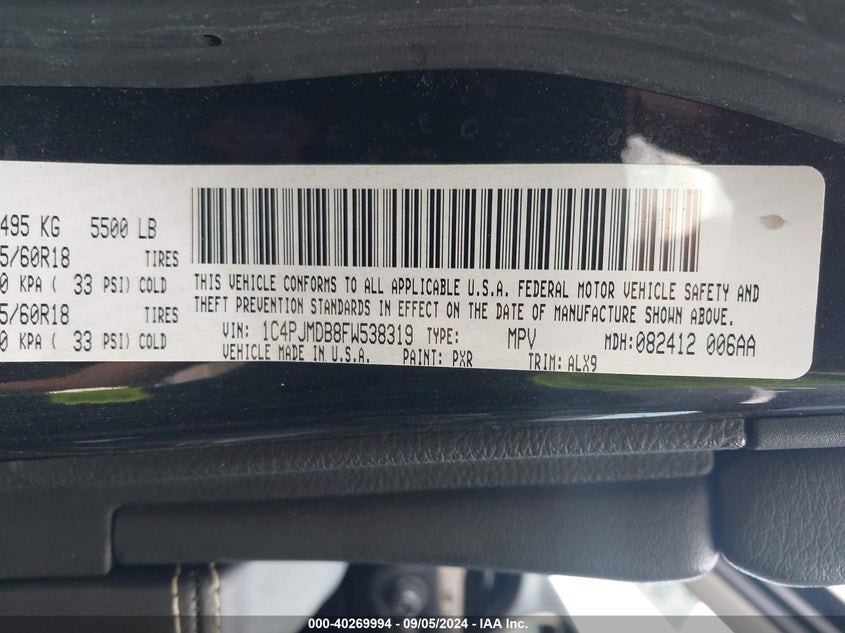 495 KG 5500 LB
5/60R18 TIRES
0 KPA ( 33 PSI) COLD
5/60R18 TIRES
0 KPA ( 33 PSI) COLD
THIS VEHICLE CONFORMS TO ALL APPLICABLE U.S.A. FEDERAL MOTOR VEHICLE SAFETY AND
THEFT PREVENTION STANDARDS IN EFFECT ON THE DATE OF MANUFACTURE SHOWN ABOVE.
VIN: 1C4PJMDB8FW538319 TYPE: MPV MDH:082412 006AA
VEHICLE MADE IN U.S.A. PAINT: PXR TRIM: ALX9
000-40269994 - 09/05/2024 - IAA Inc.